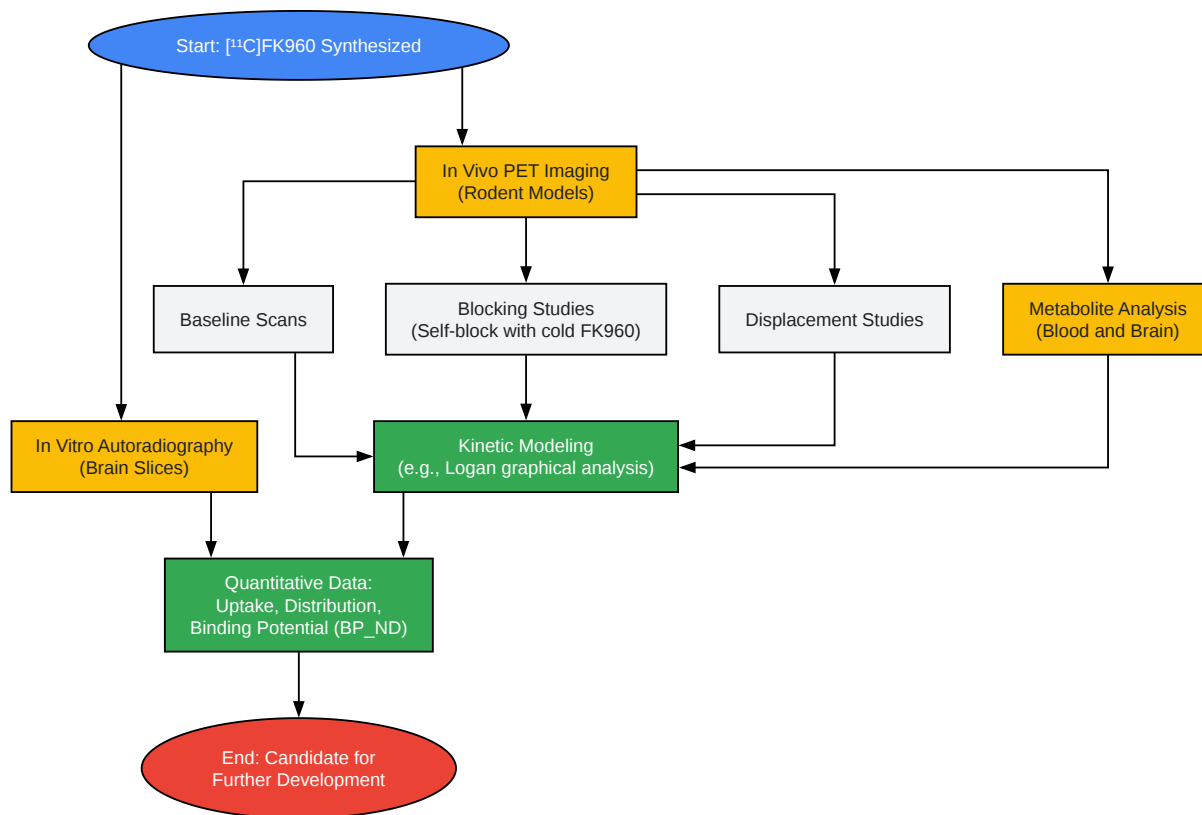 Start: [¹¹C]FK960 Synthesized
In Vivo PET Imaging
(Rodent Models)
Baseline Scans
Blocking Studies
(Self-block with cold FK960)
Displacement Studies
Metabolite Analysis
(Blood and Brain)
In Vitro Autoradiography
(Brain Slices)
Kinetic Modeling
(e.g., Logan graphical analysis)
Quantitative Data:
Uptake, Distribution,
Binding Potential (BP_ND)
End: Candidate for
Further Development